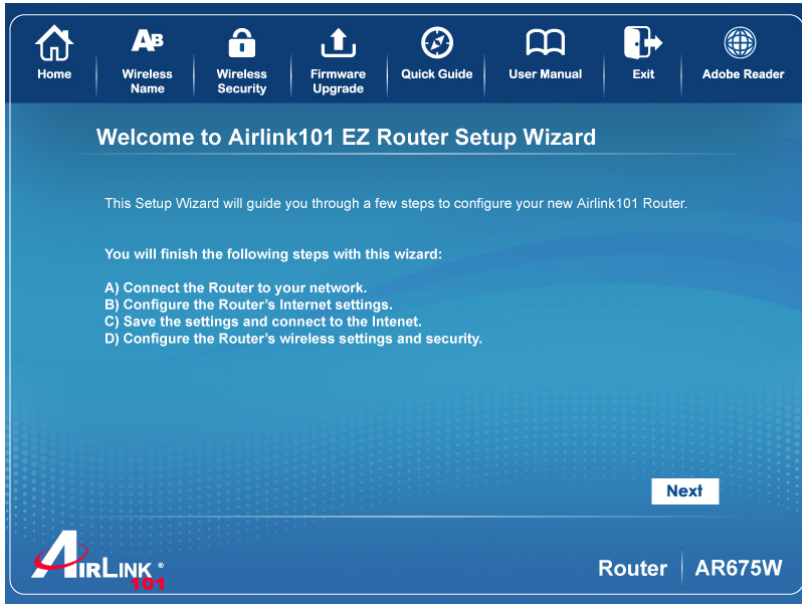 AB
Home
Wireless
Name
Wireless
Security
Firmware
Upgrade
Quick Guide
User Manual
Exit
Adobe Reader
Welcome to Airlink101 EZ Router Setup Wizard
This Setup Wizard will guide you through a few steps to configure your new Airlink101 Router.
You will finish the following steps with this wizard:
A) Connect the Router to your network.
B) Configure the Router's Internet settings.
C) Save the settings and connect to the Intenet.
D) Configure the Router's wireless settings and security.
Next
AIRLINK
101
Router
AR675W